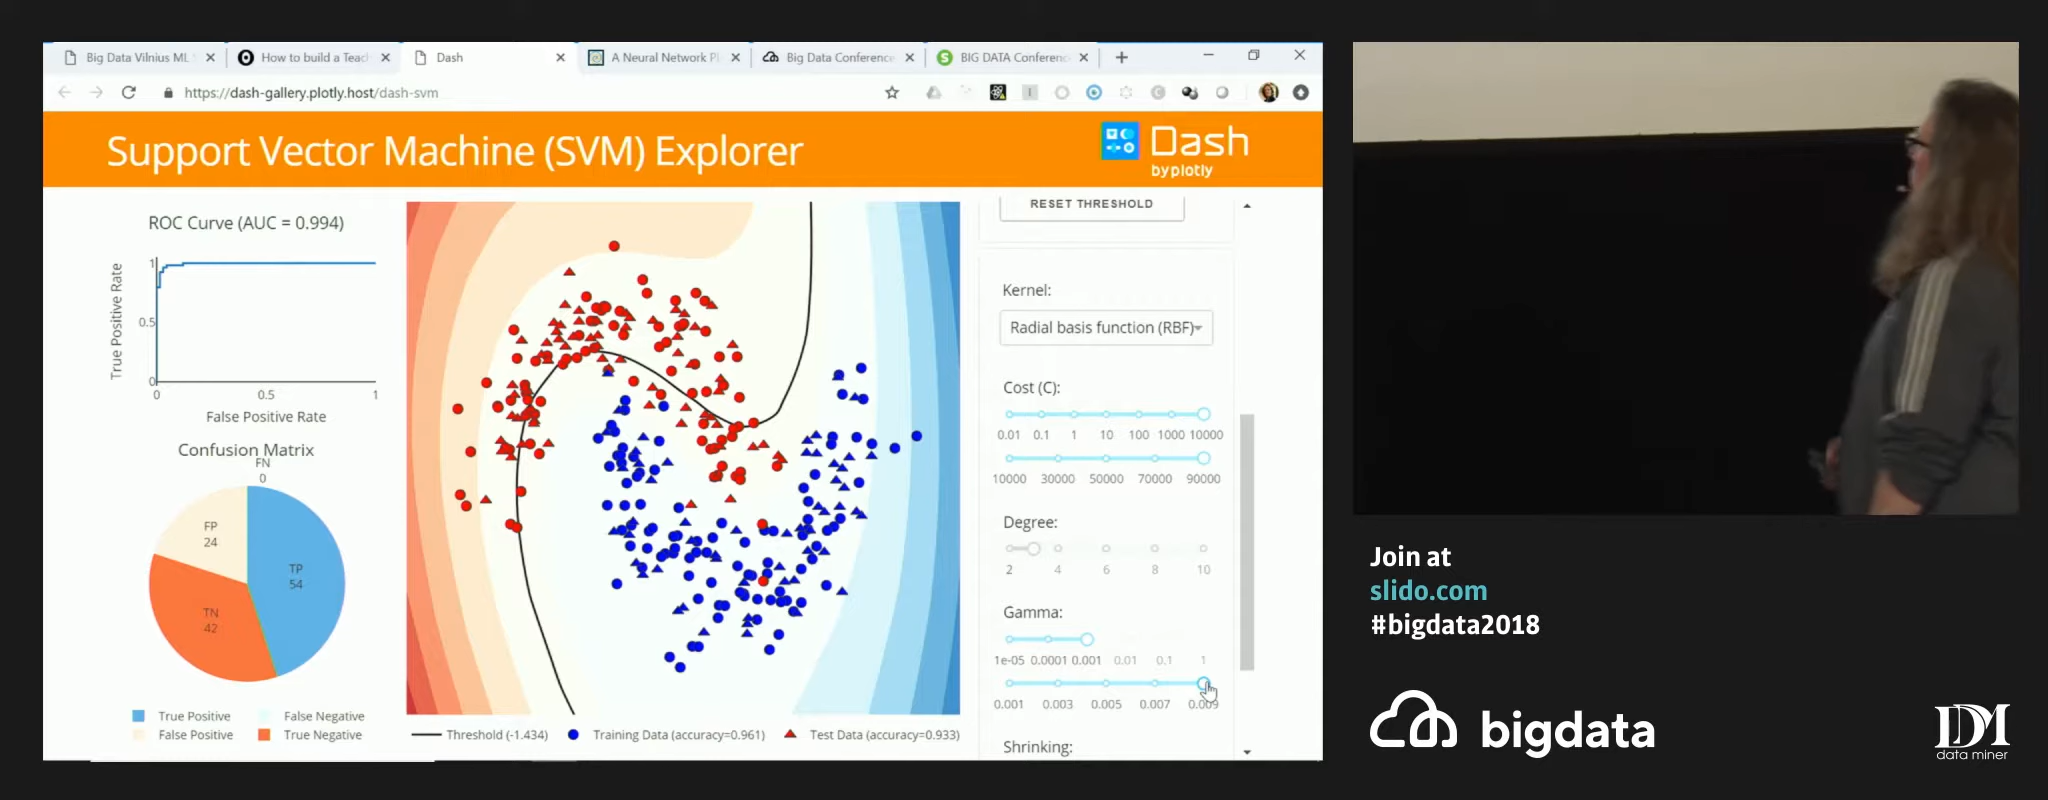 Big Data Vilnius ML
How to build a Teac
Dash
A Neural Network Pl
Big Data Conference
BIG DATA Conferenc
https://dash-gallery.plotly.host/dash-svm
Support Vector Machine (SVM) Explorer
Dash
by plotly
ROC Curve (AUC = 0.994)
True Positive Rate
1
0.5
0
0 0.5 1
False Positive Rate
Confusion Matrix
FN
0
FP
24
TP
54
TN
42
True Positive
False Negative
False Positive
True Negative
Threshold (-1.434)
Training Data (accuracy=0.961)
Test Data (accuracy=0.933)
RESET THRESHOLD
Kernel:
Radial basis function (RBF)
Cost (C):
0.01 0.1 1 10 100 1000 10000
10000 30000 50000 70000 90000
Degree:
2 4 6 8 10
Gamma:
1e-05 0.0001 0.001 0.01 0.1 1
0.001 0.003 0.005 0.007 0.009
Shrinking:
Join at
slido.com
#bigdata2018
bigdata
DM
data miner